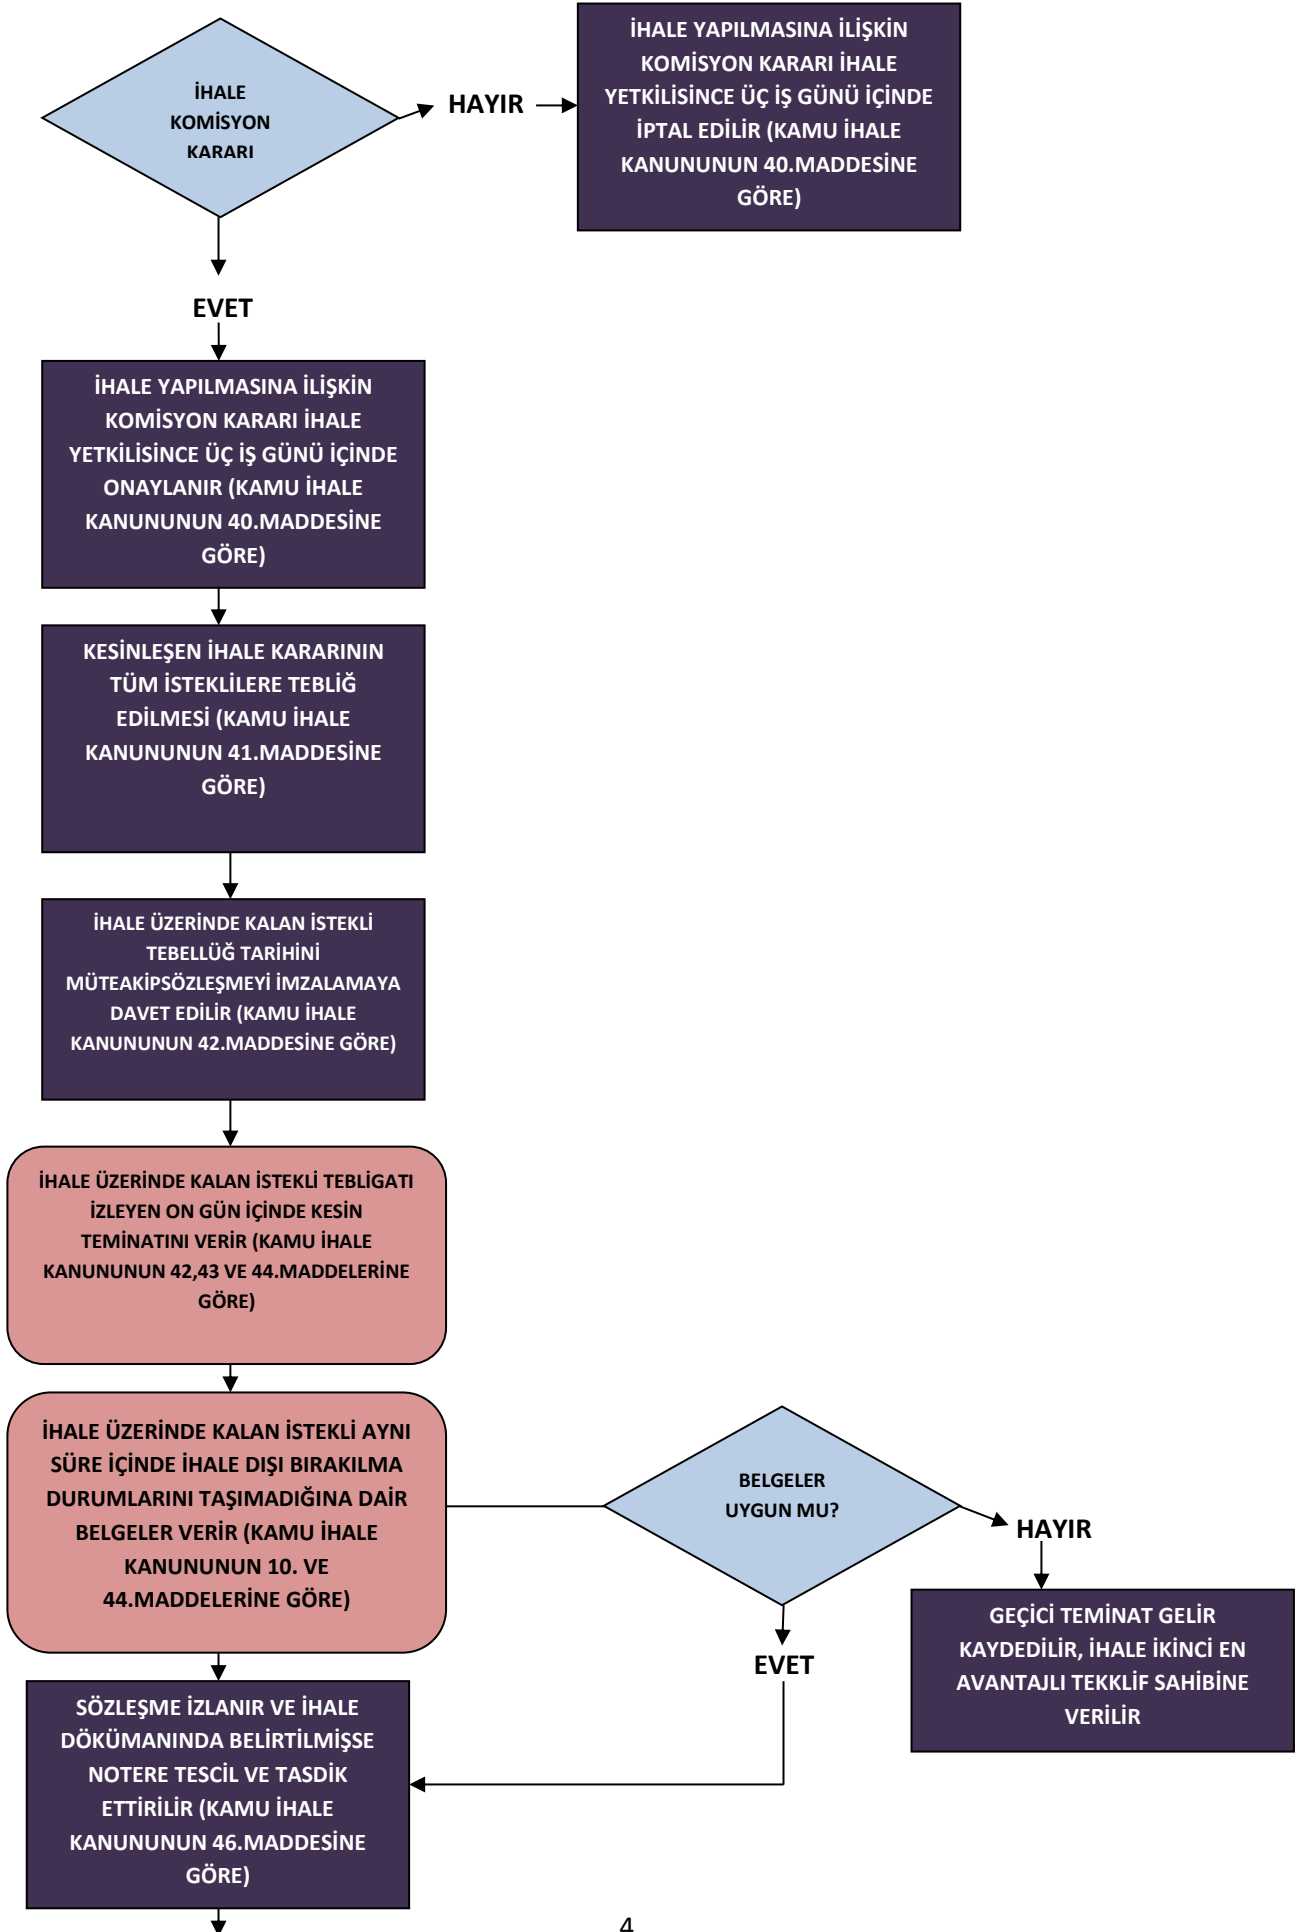 İHALE
KOMİSYON
KARARI
HAYIR
İHALE YAPILMASINA İLİŞKİN
KOMİSYON KARARI İHALE
YETKİLİSİNCE ÜÇ İŞ GÜNÜ İÇİNDE
İPTAL EDİLİR (KAMU İHALE
KANUNUNUN 40.MADDESİNE
GÖRE)
EVET
İHALE YAPILMASINA İLİŞKİN
KOMİSYON KARARI İHALE
YETKİLİSİNCE ÜÇ İŞ GÜNÜ İÇİNDE
ONAYLANIR (KAMU İHALE
KANUNUNUN 40.MADDESİNE
GÖRE)
KESİNLEŞEN İHALE KARARININ
TÜM İSTEKLİLERE TEBLİĞ
EDİLMESİ (KAMU İHALE
KANUNUNUN 41.MADDESİNE
GÖRE)
İHALE ÜZERİNDE KALAN İSTEKLİ
TEBELLÜĞ TARİHİNİ
MÜTEAKİPSÖZLEŞMEYİ İMZALAMAYA
DAVET EDİLİR (KAMU İHALE
KANUNUNUN 42.MADDESİNE GÖRE)
İHALE ÜZERİNDE KALAN İSTEKLİ TEBLİGATI
İZLEYEN ON GÜN İÇİNDE KESİN
TEMİNATINI VERİR (KAMU İHALE
KANUNUNUN 42,43 VE 44.MADDELERİNE
GÖRE)
İHALE ÜZERİNDE KALAN İSTEKLİ AYNI
SÜRE İÇİNDE İHALE DIŞI BIRAKILMA
DURUMLARINI TAŞIMADIĞINA DAİR
BELGELER VERİR (KAMU İHALE
KANUNUNUN 10. VE
44.MADDELERİNE GÖRE)
BELGELER
UYGUN MU?
HAYIR
GEÇİCİ TEMİNAT GELİR
KAYDEDİLİR, İHALE İKİNCİ EN
AVANTAJLI TEKKLİF SAHİBİNE
VERİLİR
EVET
SÖZLEŞME İZLANIR VE İHALE
DÖKÜMANINDA BELİRTİLMİŞSE
NOTERE TESCİL VE TASDİK
ETTİRİLİR (KAMU İHALE
KANUNUNUN 46.MADDESİNE
GÖRE)
4